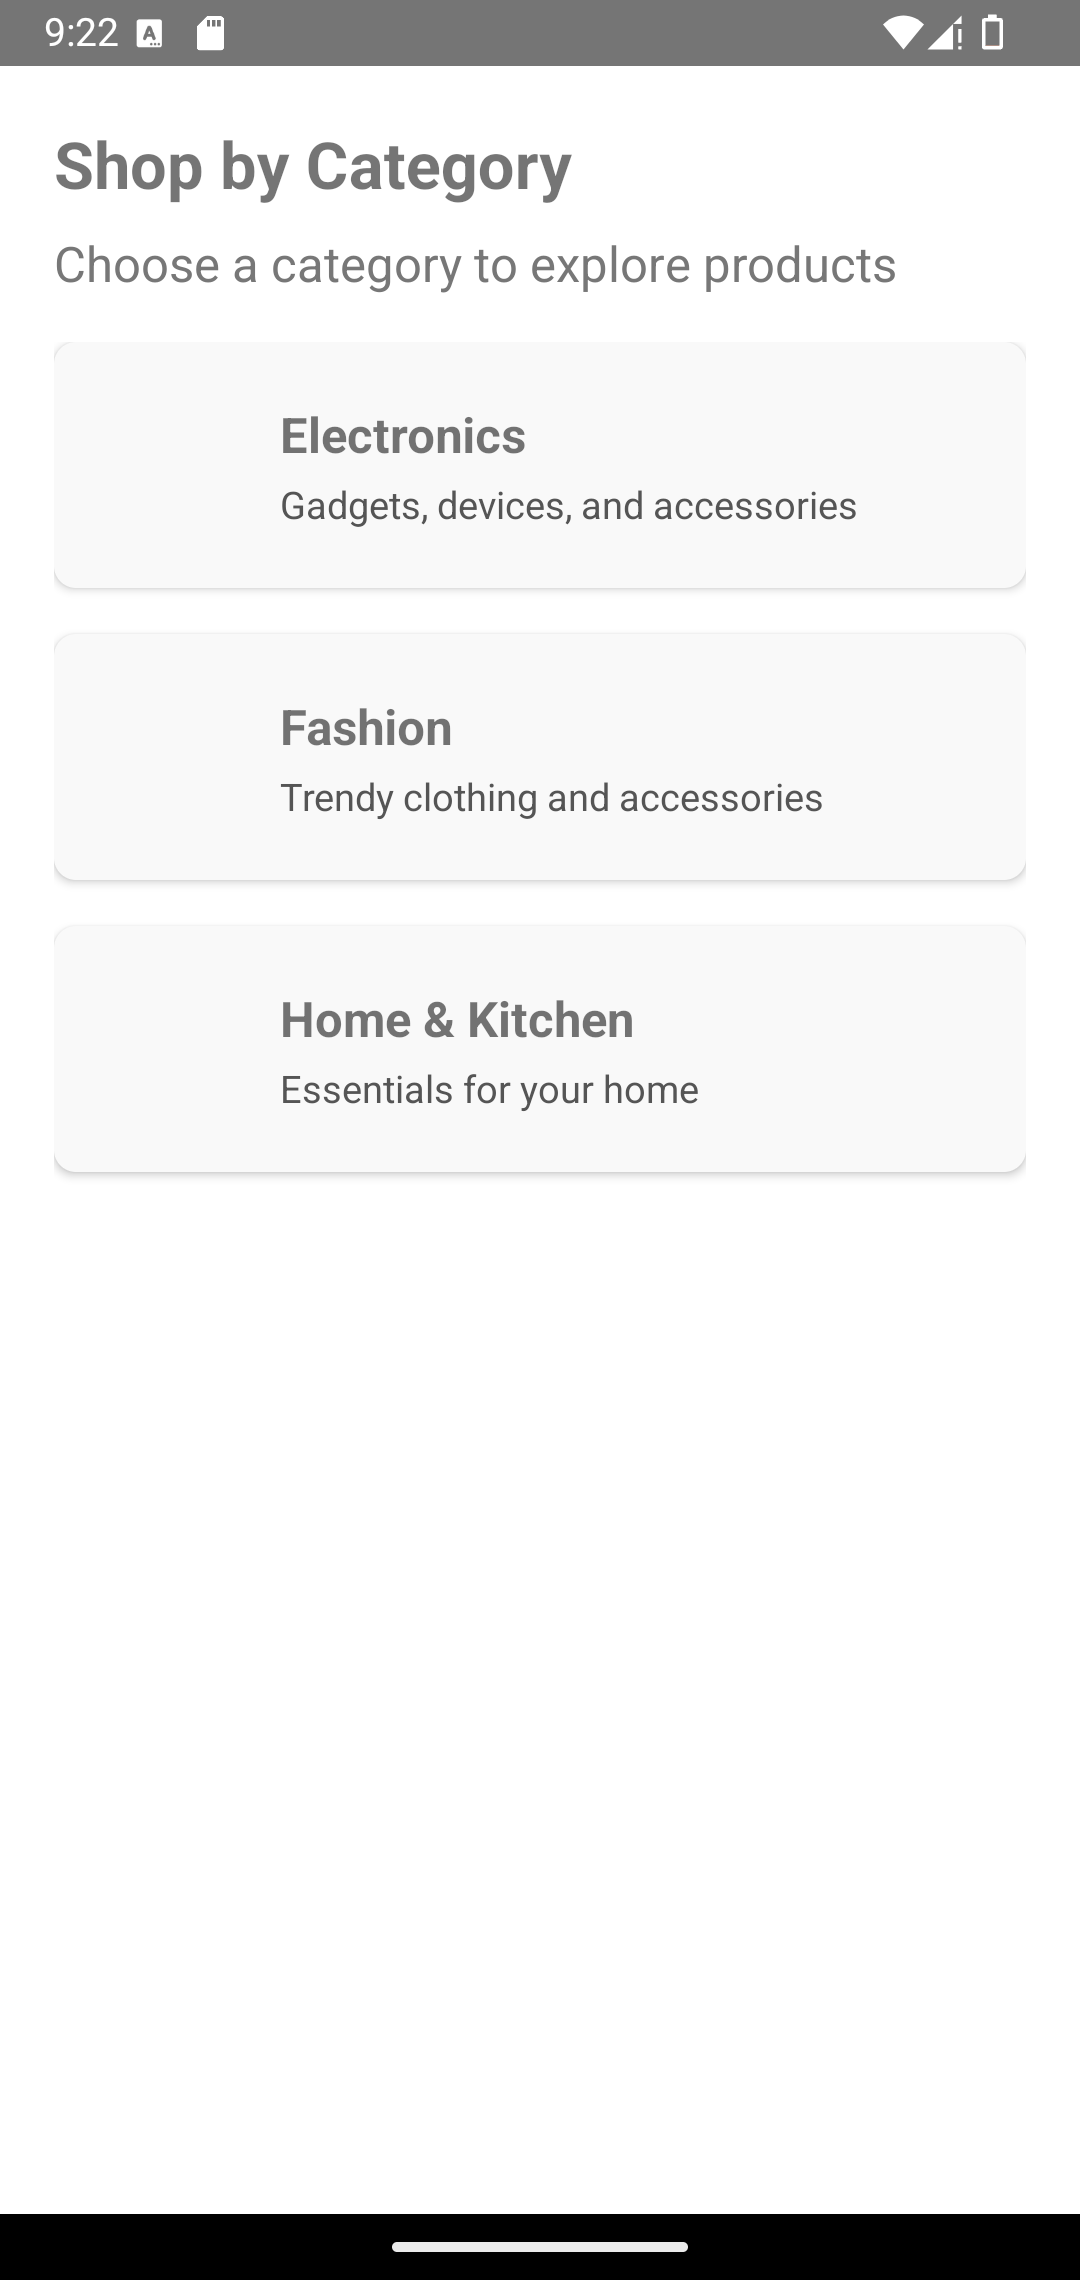 9:22
Shop by Category
Choose a category to explore products
Electronics
Gadgets, devices, and accessories
Fashion
Trendy clothing and accessories
Home & Kitchen
Essentials for your home